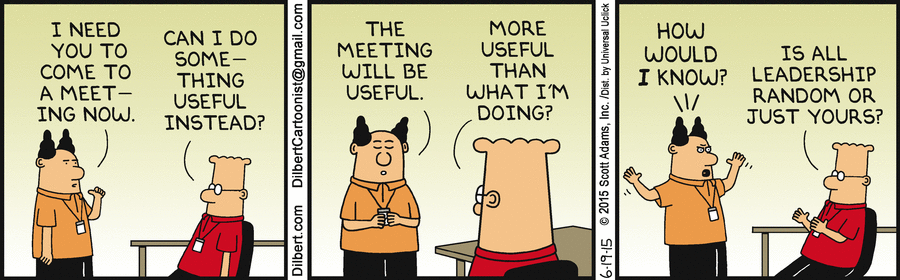 I NEED
YOU TO
COME TO
A MEET-
ING NOW.
CAN I DO
SOME-
THING
USEFUL
INSTEAD?
Dilbert.com DilbertCartoonist@gmail.com
THE
MEETING
WILL BE
USEFUL.
MORE
USEFUL
THAN
WHAT I'M
DOING?
6-19-15 © 2015 Scott Adams, Inc. /Dist. by Universal Uclick
HOW
WOULD
I KNOW?
IS ALL
LEADERSHIP
RANDOM OR
JUST YOURS?